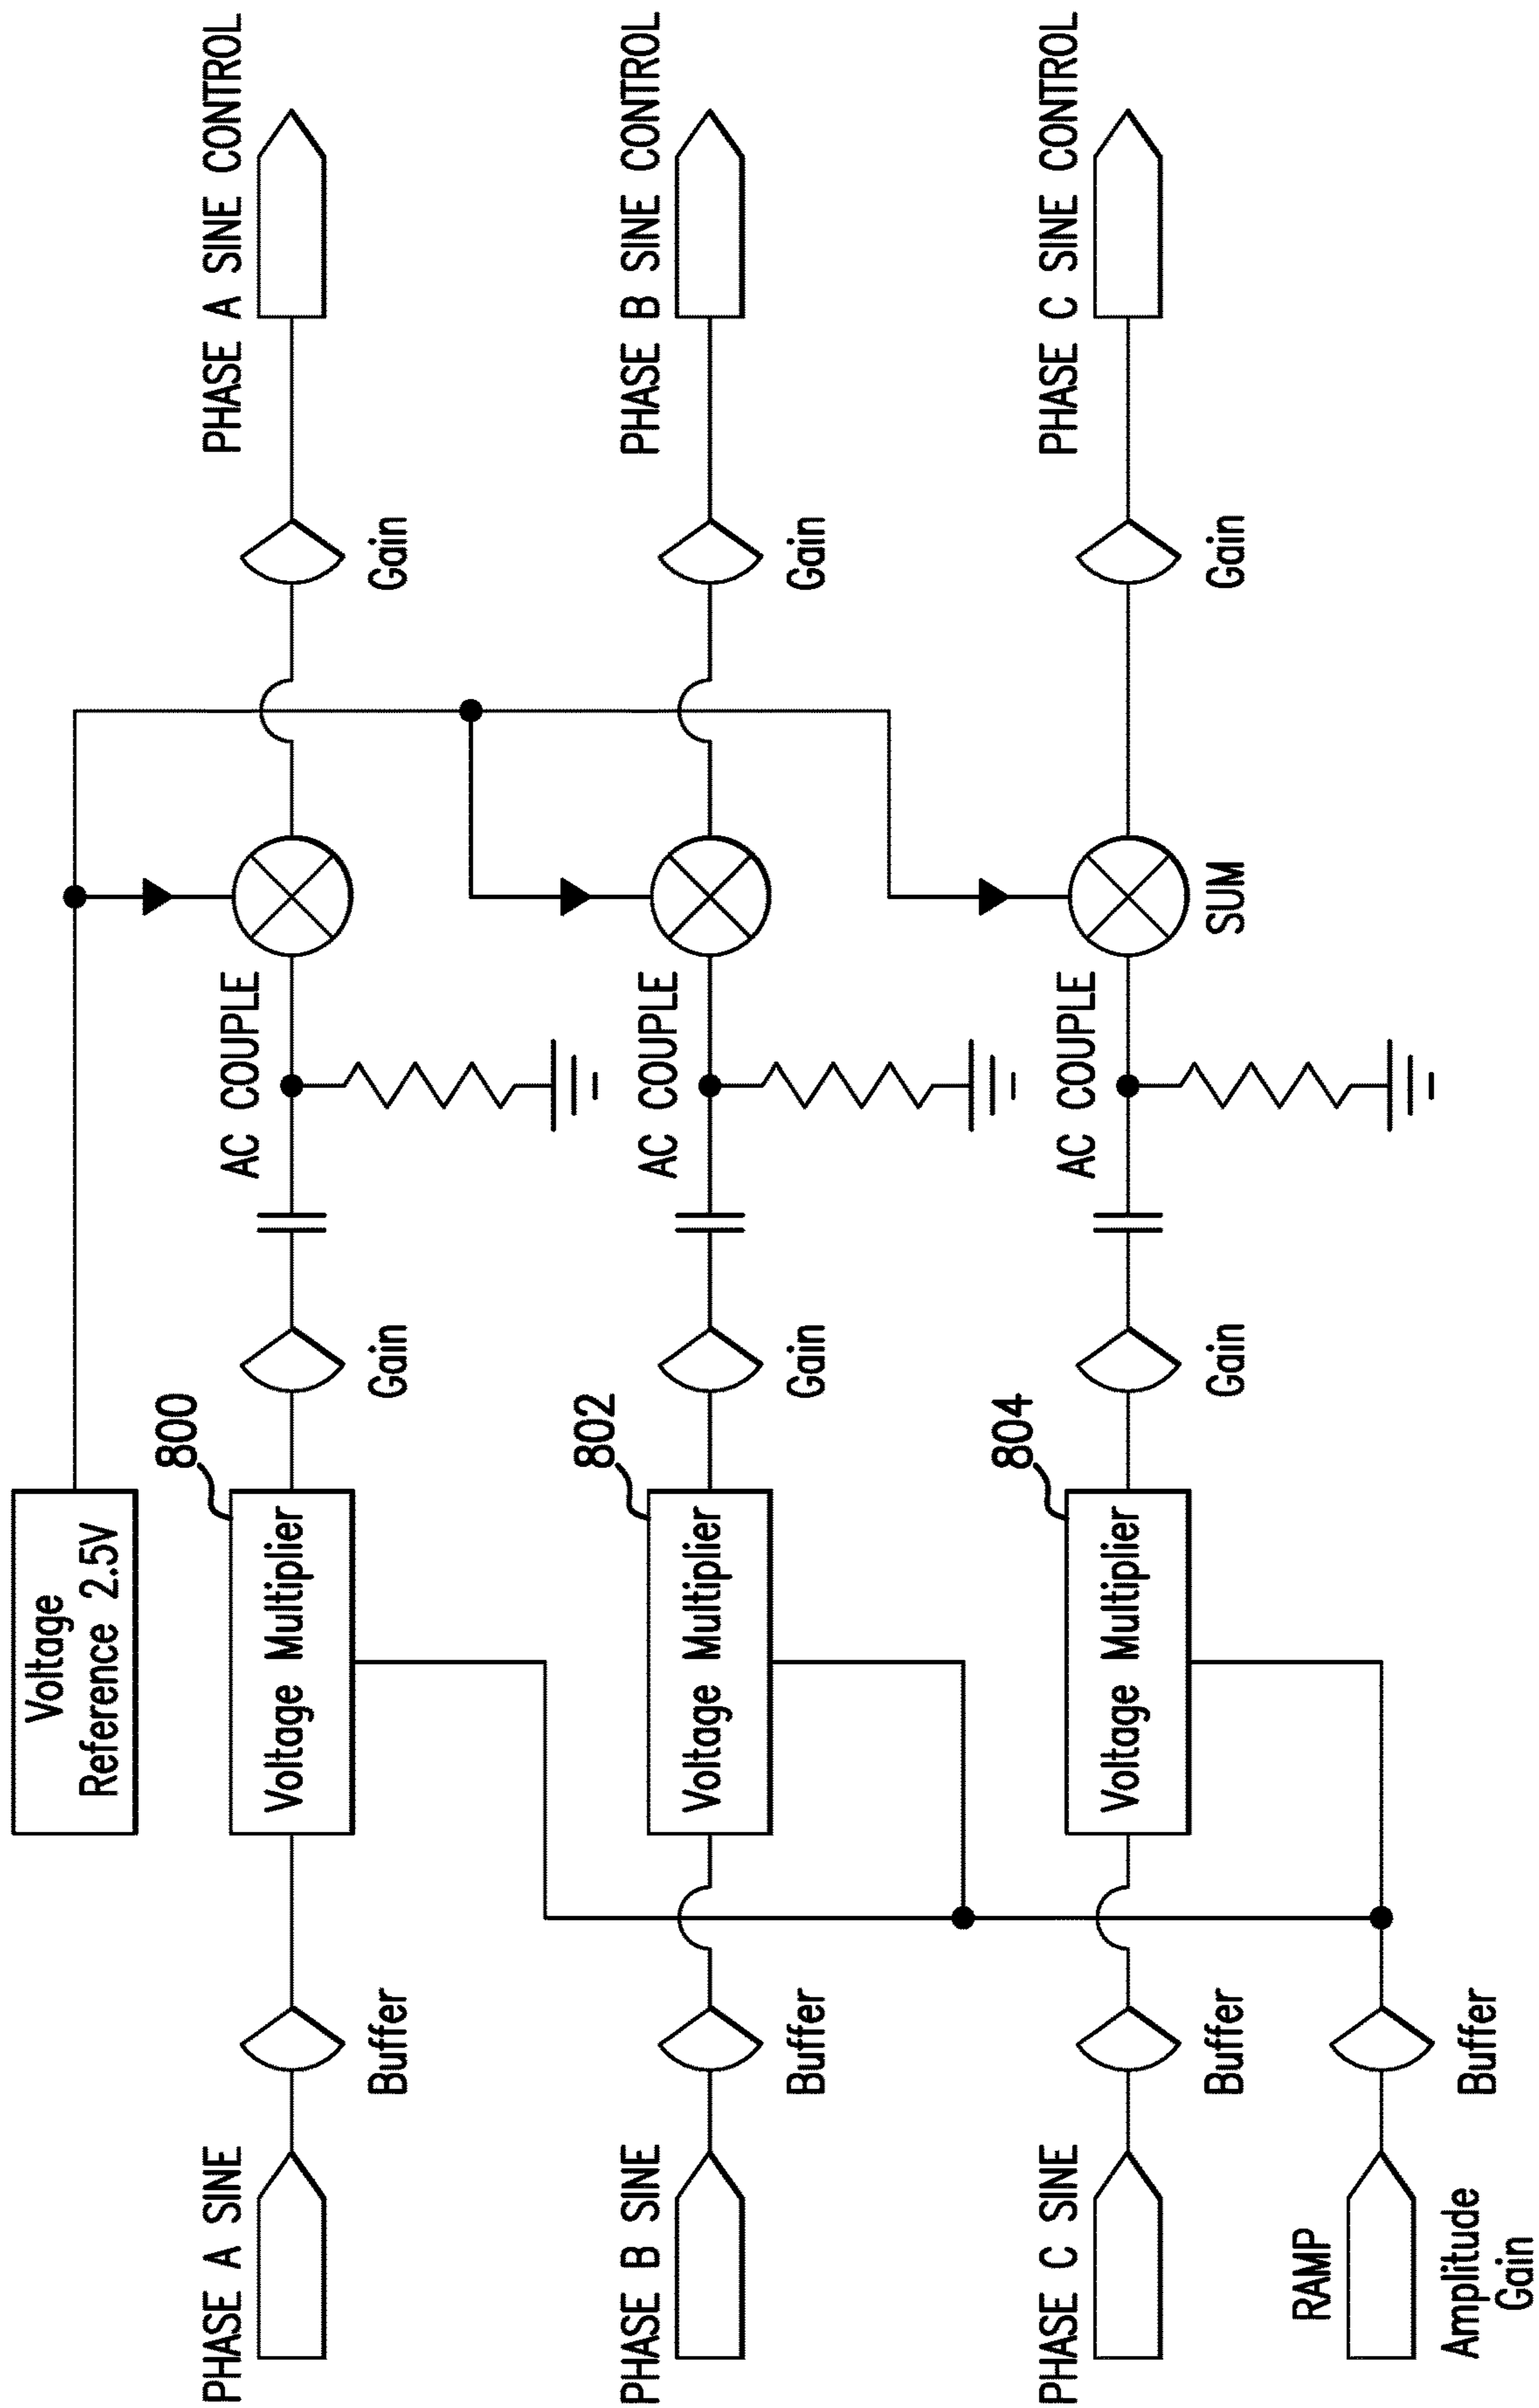 Voltage
Reference 2.5V
PHASE A SINE
Buffer
Voltage Multiplier
800
Gain
AC COUPLE
Gain
PHASE A SINE CONTROL
PHASE B SINE
Buffer
Voltage Multiplier
802
Gain
AC COUPLE
Gain
PHASE B SINE CONTROL
PHASE C SINE
Buffer
Voltage Multiplier
804
Gain
AC COUPLE
SUM
Gain
PHASE C SINE CONTROL
RAMP
Amplitude
Gain
Buffer